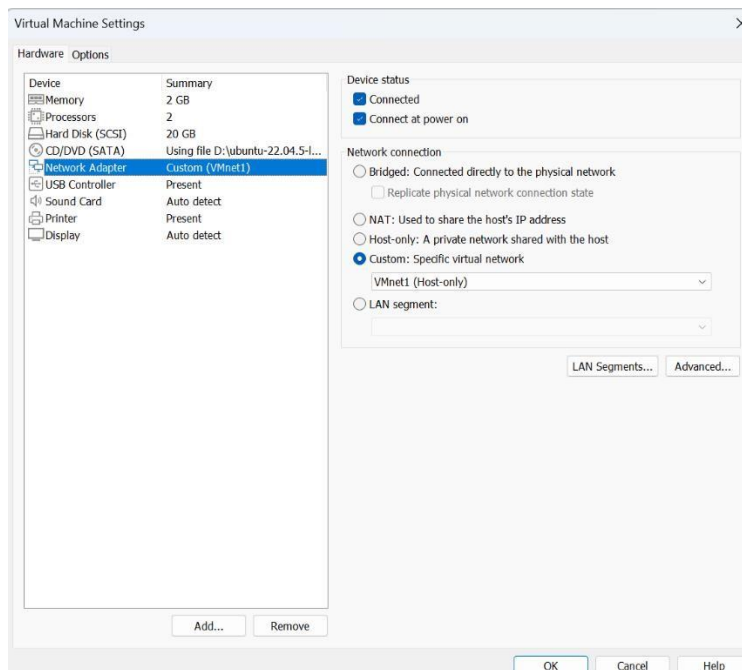 Virtual Machine Settings
Hardware Options
Device Summary
Memory 2 GB
Processors 2
Hard Disk (SCSI) 20 GB
CD/DVD (SATA) Using file D:\ubuntu-22.04.5-l...
Network Adapter Custom (VMnet1)
USB Controller Present
Sound Card Auto detect
Printer Present
Display Auto detect
Add... Remove
Device status
Connected
Connect at power on
Network connection
Bridged: Connected directly to the physical network
Replicate physical network connection state
NAT: Used to share the host's IP address
Host-only: A private network shared with the host
Custom: Specific virtual network
VMnet1 (Host-only)
LAN segment:
LAN Segments... Advanced...
OK Cancel Help